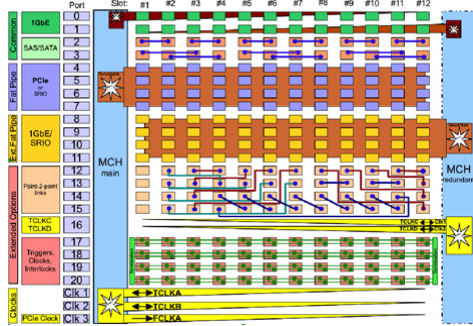 Port Slot: #1 #2 #3 #4 #5 #6 #7 #8 #9 #10 #11 #12
Common
1GbE
0
1
SAS/SATA
2
3
Fat Pipe
PCIe
or
SRIO
4
5
6
7
Ext.Fat Pipe
1GbE/
SRIO
8
9
10
11
MCH
main
MCH
redundant
Extended Options
Point-2-point
links
12
13
14
15
TCLKC
TCLKD
16
TCLKC Clk1
TCLKD Clk2
Triggers,
Clocks,
Interlocks
17
18
19
20
Clocks
Clk 1
TCLKA
Clk 2
TCLKB
PCIe Clock
Clk 3
FCLKA